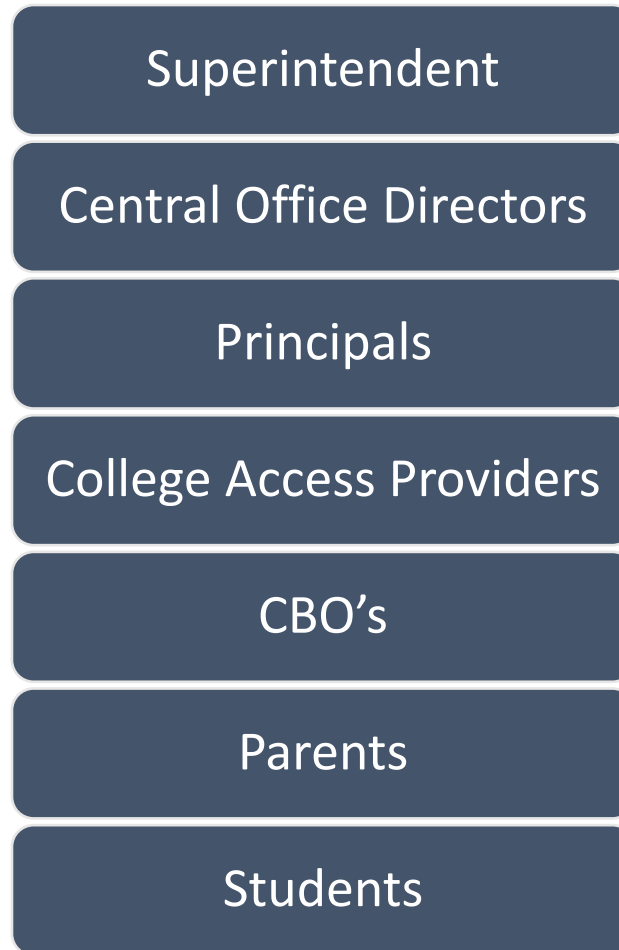 Superintendent
Central Office Directors
Principals
College Access Providers
CBO’s
Parents
Students